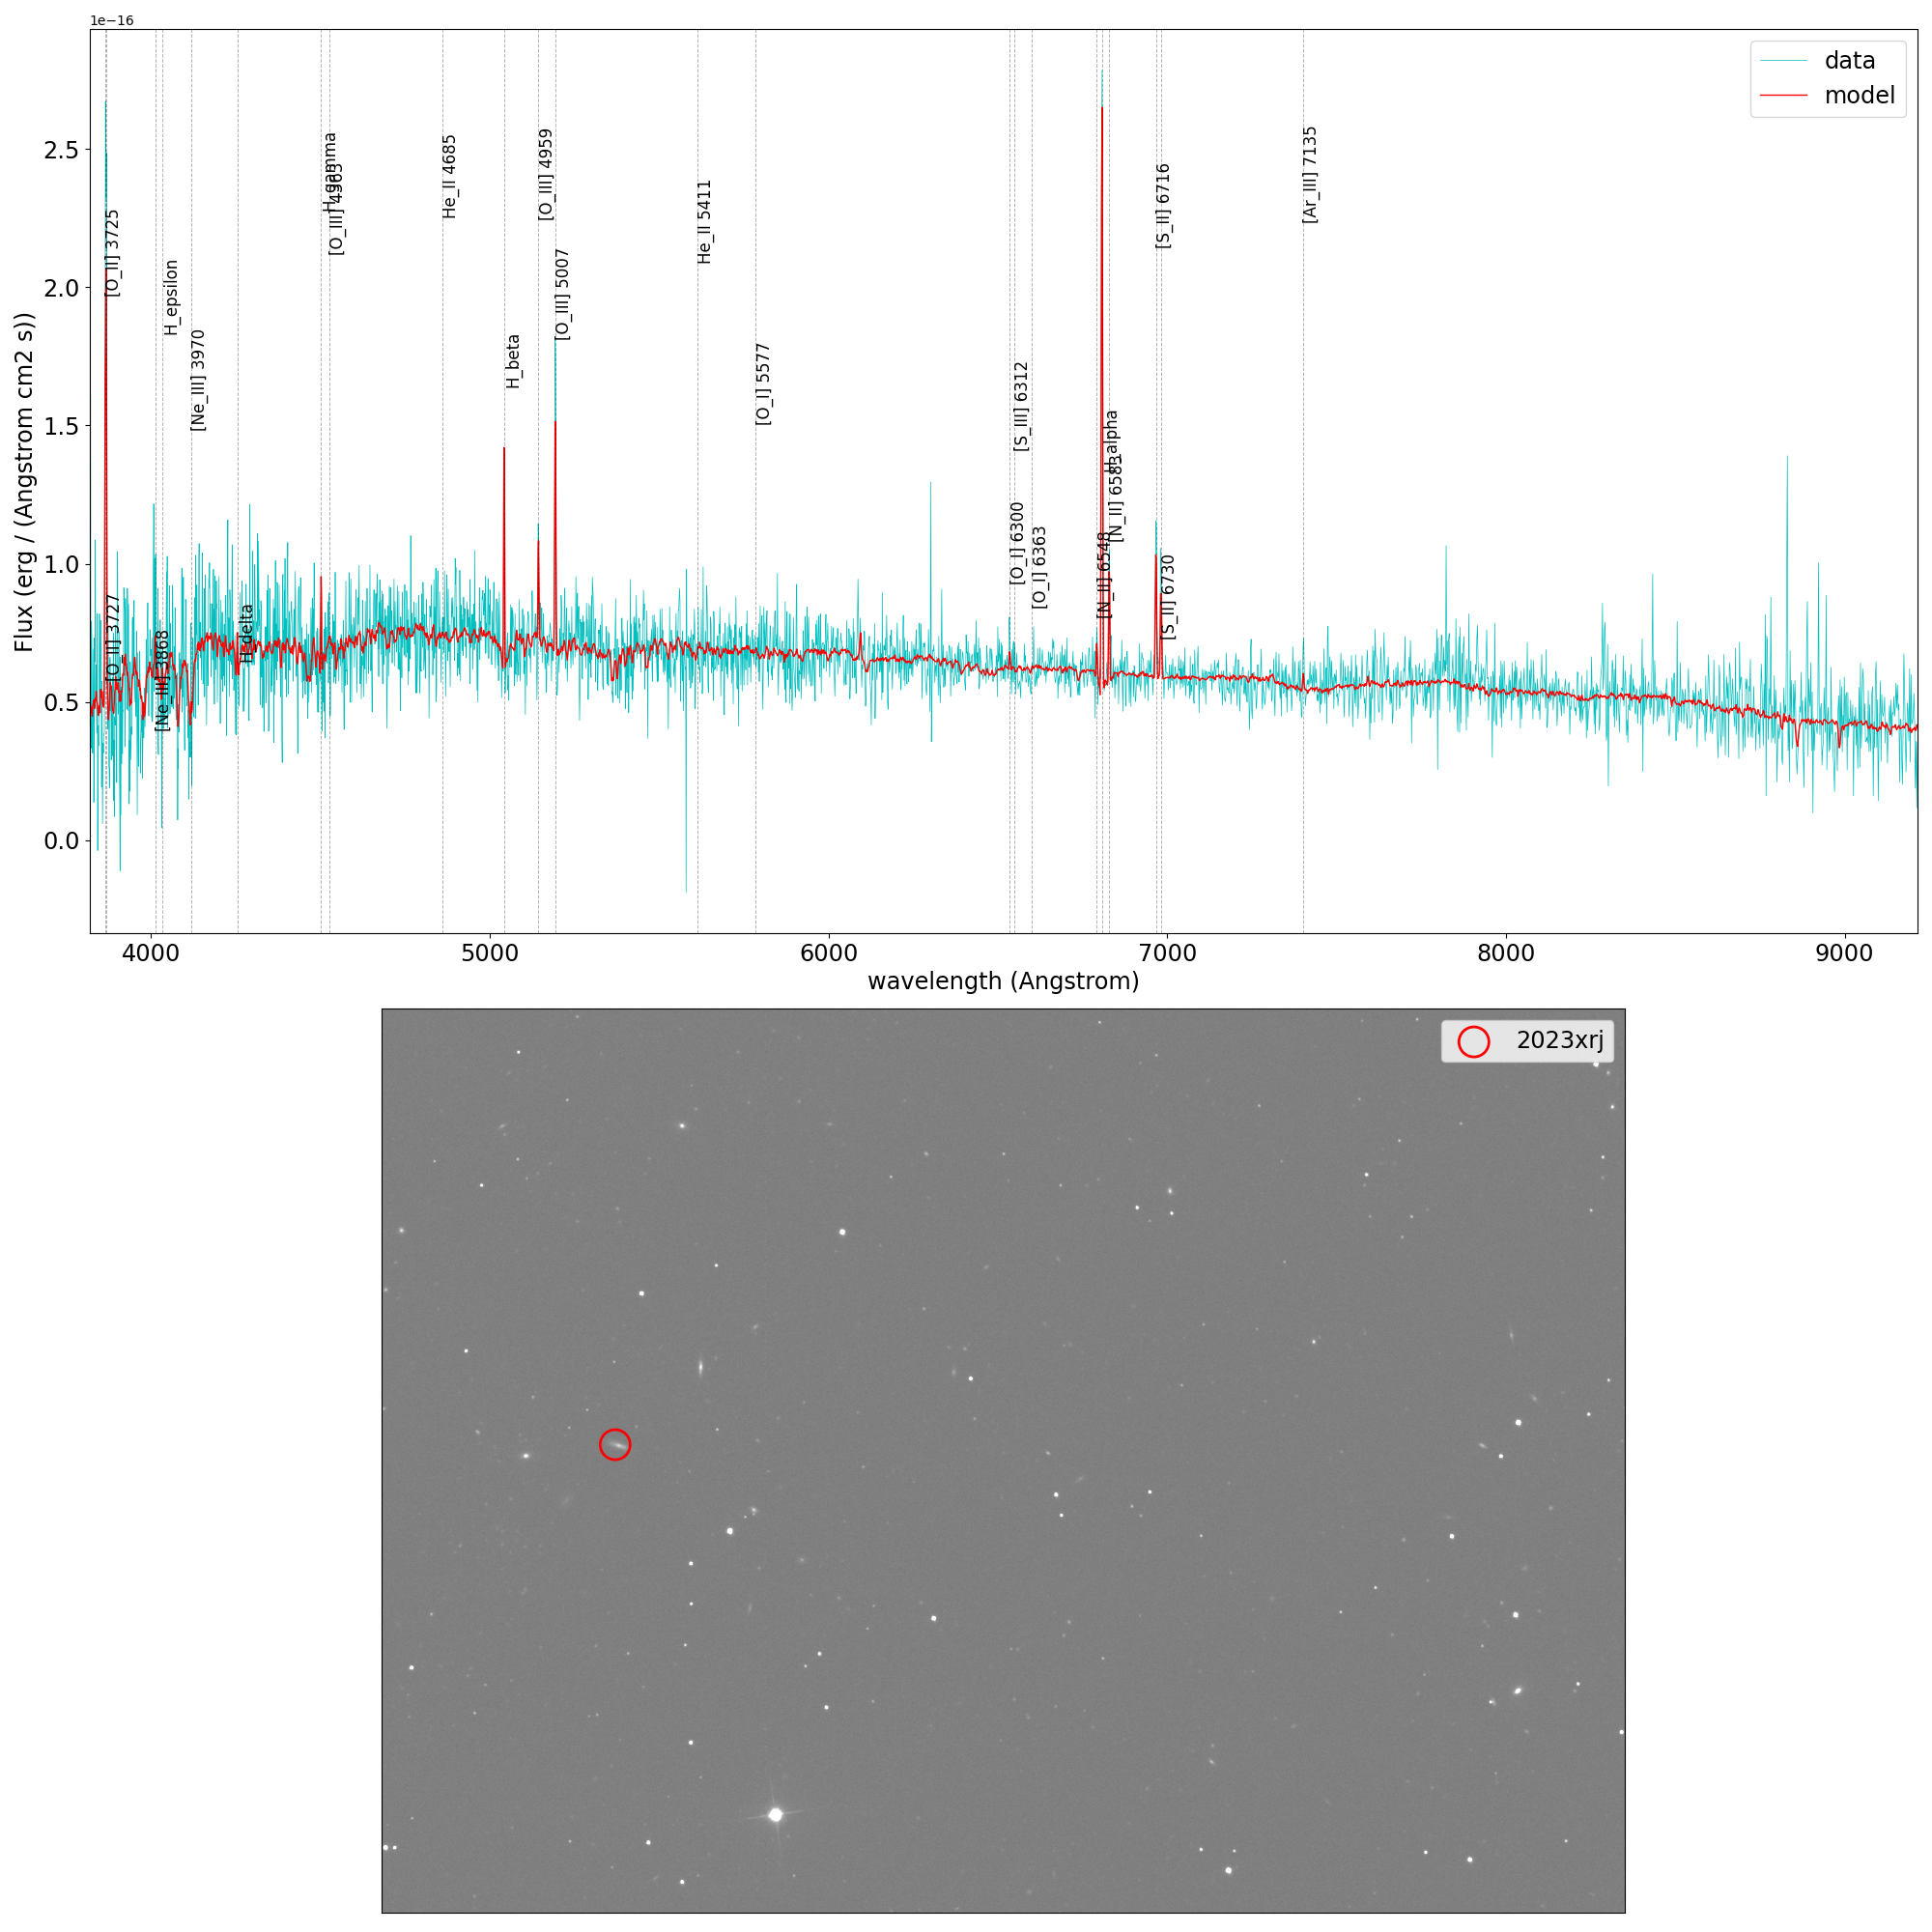 1e−16
data
model
Flux (erg / (Angstrom cm2 s))
2.5
2.0
1.5
1.0
0.5
0.0
[O_II] 3725
[O_II] 3727
H_epsilon
[Ne_III] 3868
[Ne_III] 3970
H_delta
H_gamma
[O_III] 4363
He_II 4685
H_beta
[O_III] 4959
[O_III] 5007
He_II 5411
[O_I] 5577
[S_III] 6312
[O_I] 6300
[O_I] 6363
[N_II] 6548
H_alpha
[N_II] 6583
[S_II] 6716
[S_II] 6730
[Ar_III] 7135
4000 5000 6000 7000 8000 9000
wavelength (Angstrom)
2023xrj